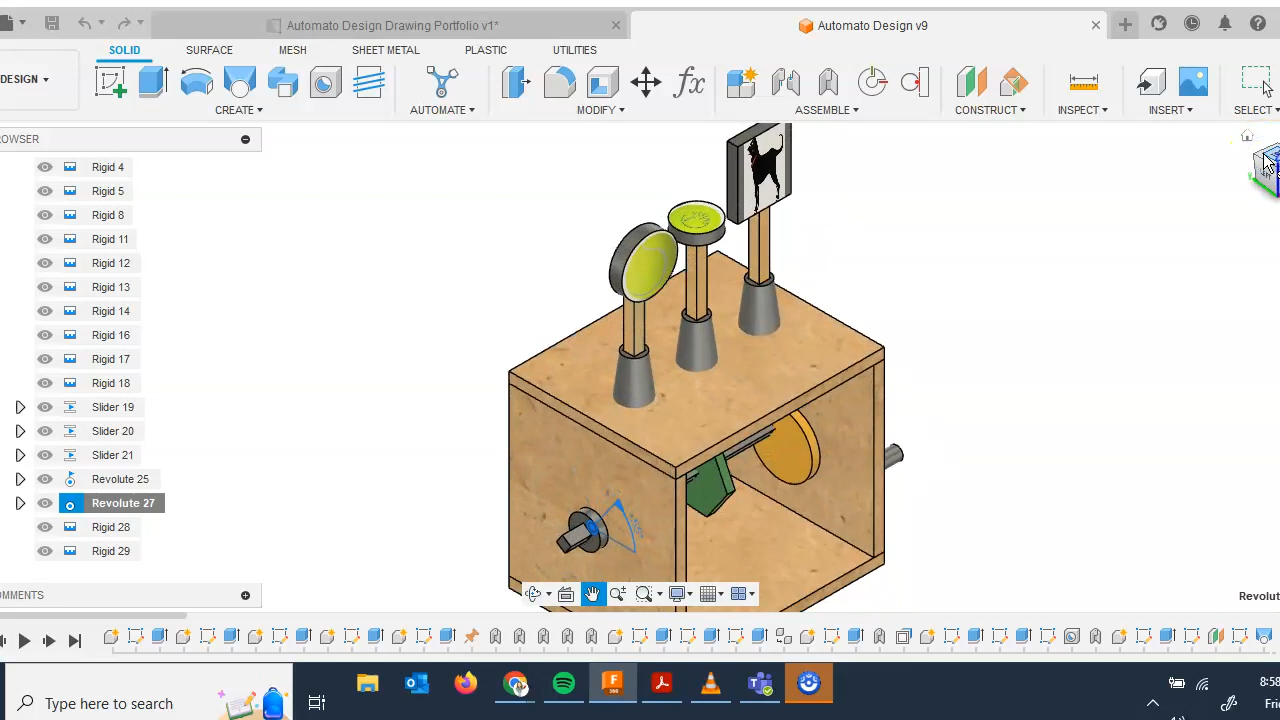 Automato Design Drawing Portfolio v1*
Automato Design v9
SOLID
SURFACE
MESH
SHEET METAL
PLASTIC
UTILITIES
DESIGN
CREATE
AUTOMATE
MODIFY
ASSEMBLE
CONSTRUCT
INSPECT
INSERT
SELECT
ROWSER
Rigid 4
Rigid 5
Rigid 8
Rigid 11
Rigid 12
Rigid 13
Rigid 14
Rigid 16
Rigid 17
Rigid 18
Slider 19
Slider 20
Slider 21
Revolute 25
Revolute 27
Rigid 28
Rigid 29
OMMENTS
Revolut
Type here to search
8:58
Fri